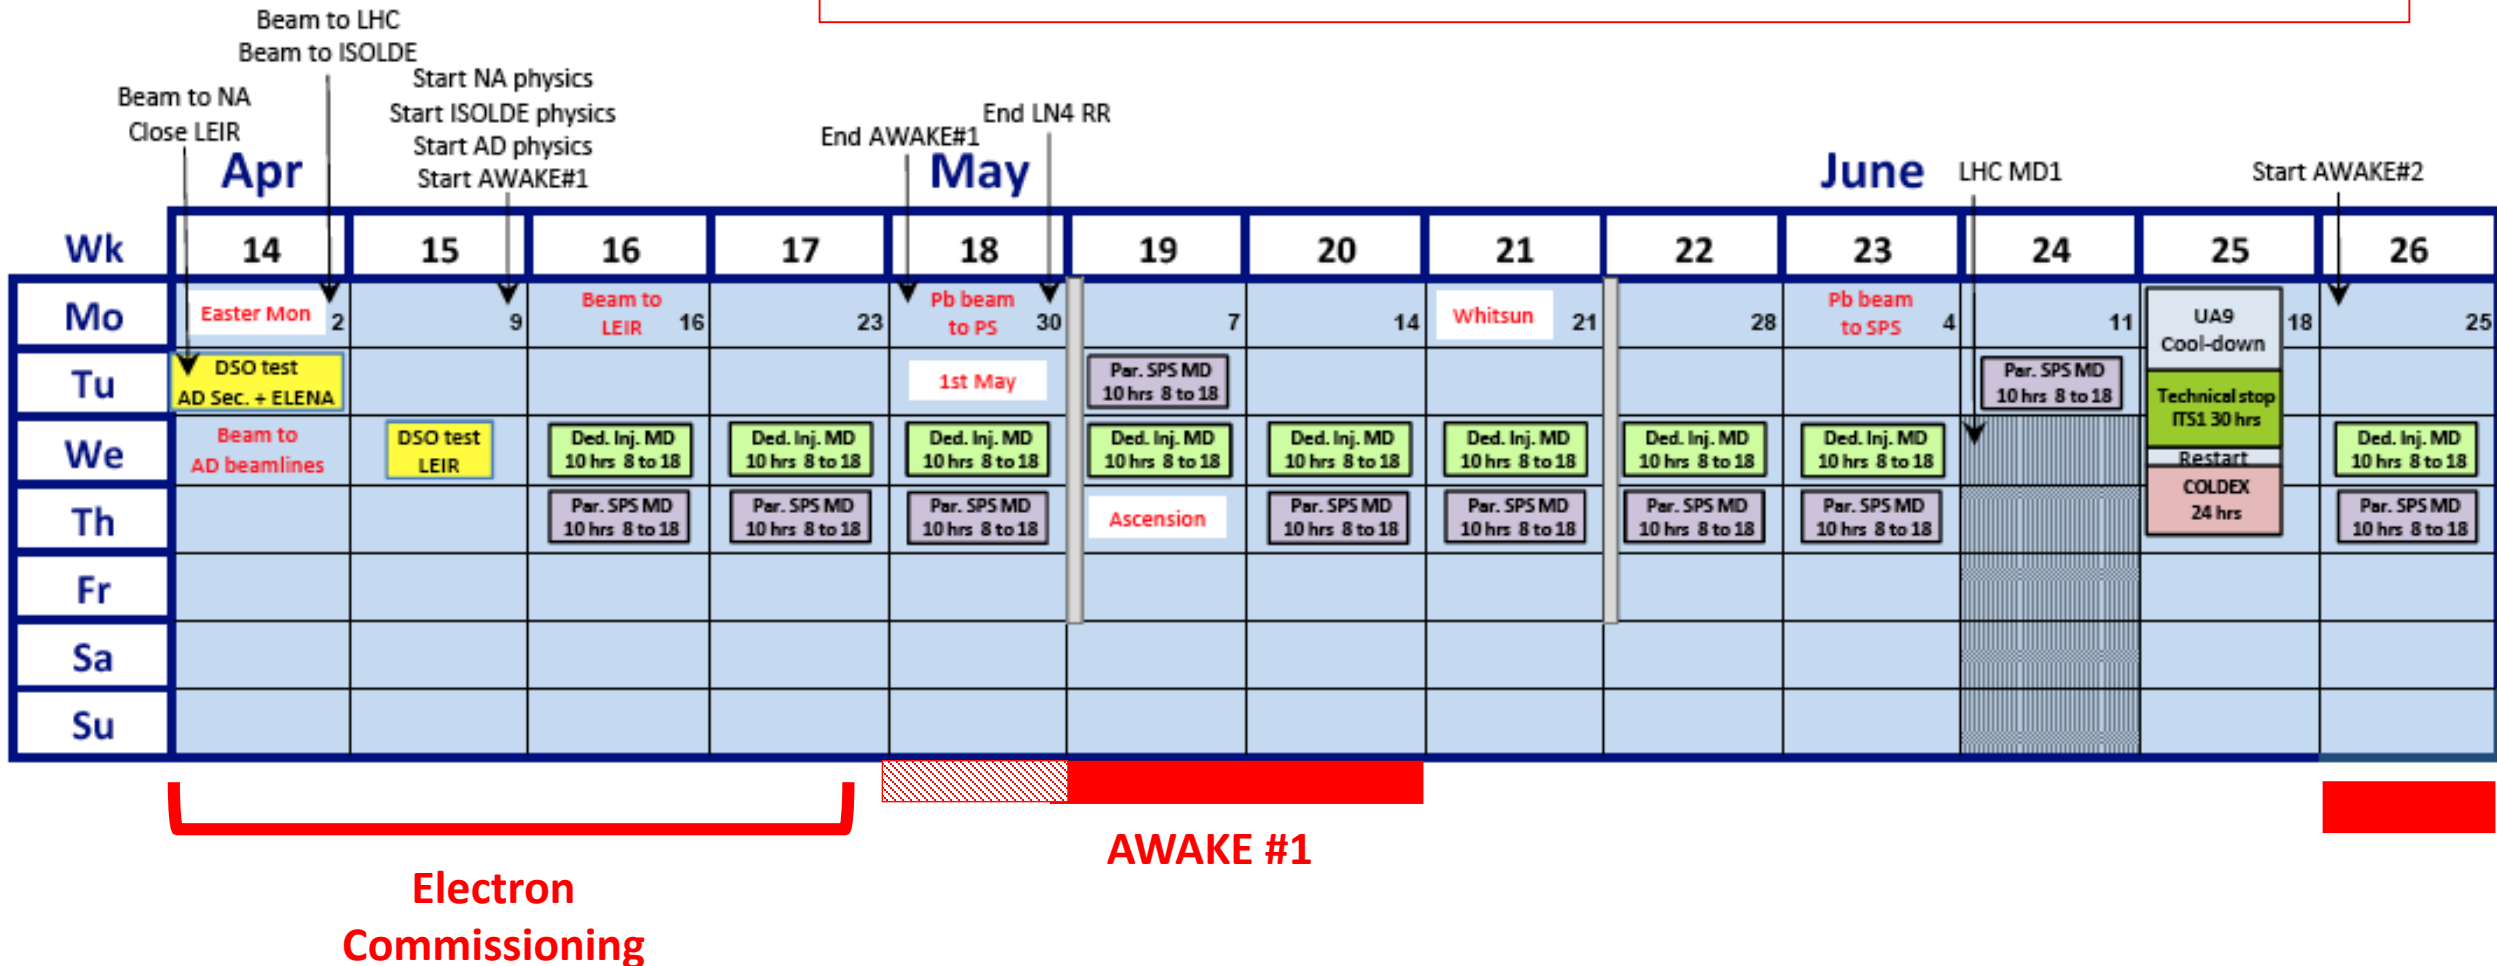 Beam to LHC
Beam to ISOLDE
Start NA physics
Beam to NA
Start ISOLDE physics
End LN4 RR
Close LEIR
Start AD physics
End AWAKE#1
Apr
Start AWAKE#1
May
June
LHC MD1
Start AWAKE#2
Wk 14 15 16 17 18 19 20 21 22 23 24 25 26
Mo
Easter Mon 2
9
Beam to
LEIR 16
23
Pb beam
to PS 30
7
14
Whitsun 21
28
Pb beam
to SPS 4
11
UA9
Cool-down
18
25
Tu
DSO test
AD Sec. + ELENA
1st May
Par. SPS MD
10 hrs 8 to 18
Par. SPS MD
10 hrs 8 to 18
Technical stop
ITS1 30 hrs
We
Beam to
AD beamlines
DSO test
LEIR
Ded. Inj. MD
10 hrs 8 to 18
Ded. Inj. MD
10 hrs 8 to 18
Ded. Inj. MD
10 hrs 8 to 18
Ded. Inj. MD
10 hrs 8 to 18
Ded. Inj. MD
10 hrs 8 to 18
Ded. Inj. MD
10 hrs 8 to 18
Ded. Inj. MD
10 hrs 8 to 18
Ded. Inj. MD
10 hrs 8 to 18
Restart
Ded. Inj. MD
10 hrs 8 to 18
Th
Par. SPS MD
10 hrs 8 to 18
Par. SPS MD
10 hrs 8 to 18
Par. SPS MD
10 hrs 8 to 18
Ascension
Par. SPS MD
10 hrs 8 to 18
Par. SPS MD
10 hrs 8 to 18
Par. SPS MD
10 hrs 8 to 18
Par. SPS MD
10 hrs 8 to 18
COLDEX
24 hrs
Par. SPS MD
10 hrs 8 to 18
Fr
Sa
Su
AWAKE #1
Electron
Commissioning